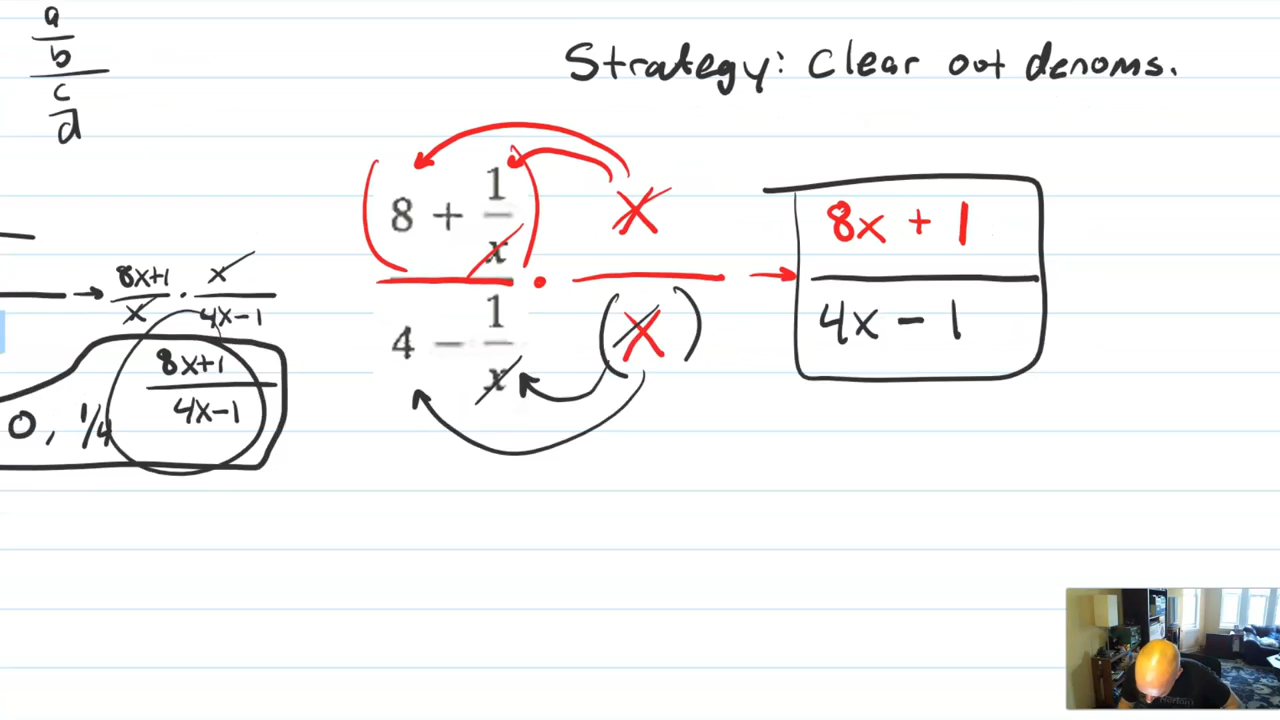 a
b
c
d
Strategy: Clear out denoms.
(8 + 1/x) · x → 8x + 1
4 - 1/x (x) 4x - 1
→ 8x+1/x · x/4x-1
8x+1
0, 1/4 4x-1